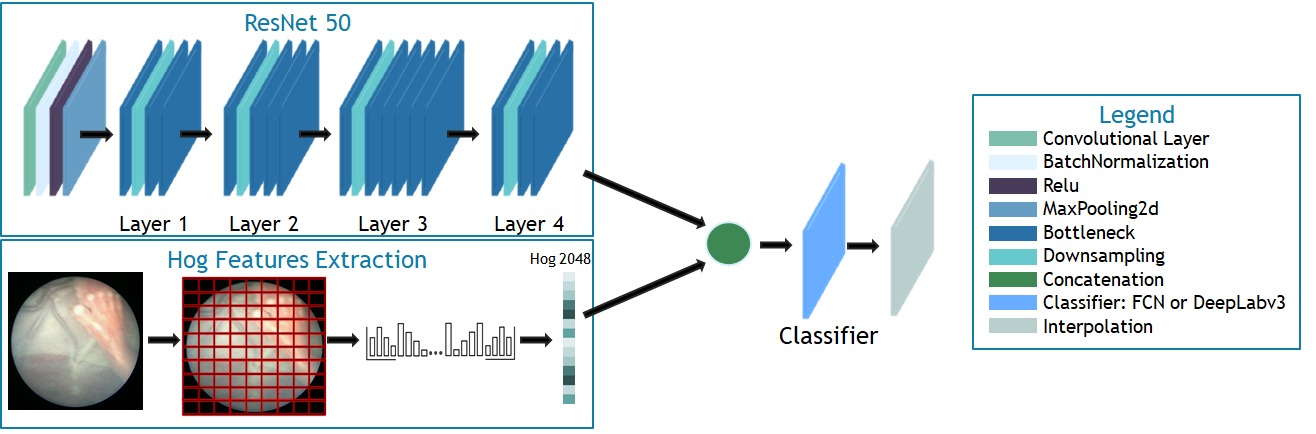 ResNet 50
Layer 1
Layer 2
Layer 3
Layer 4
Hog Features Extraction
Hog 2048
...
Classifier
Legend
Convolutional Layer
BatchNormalization
Relu
MaxPooling2d
Bottleneck
Downsampling
Concatenation
Classifier: FCN or DeepLabv3
Interpolation